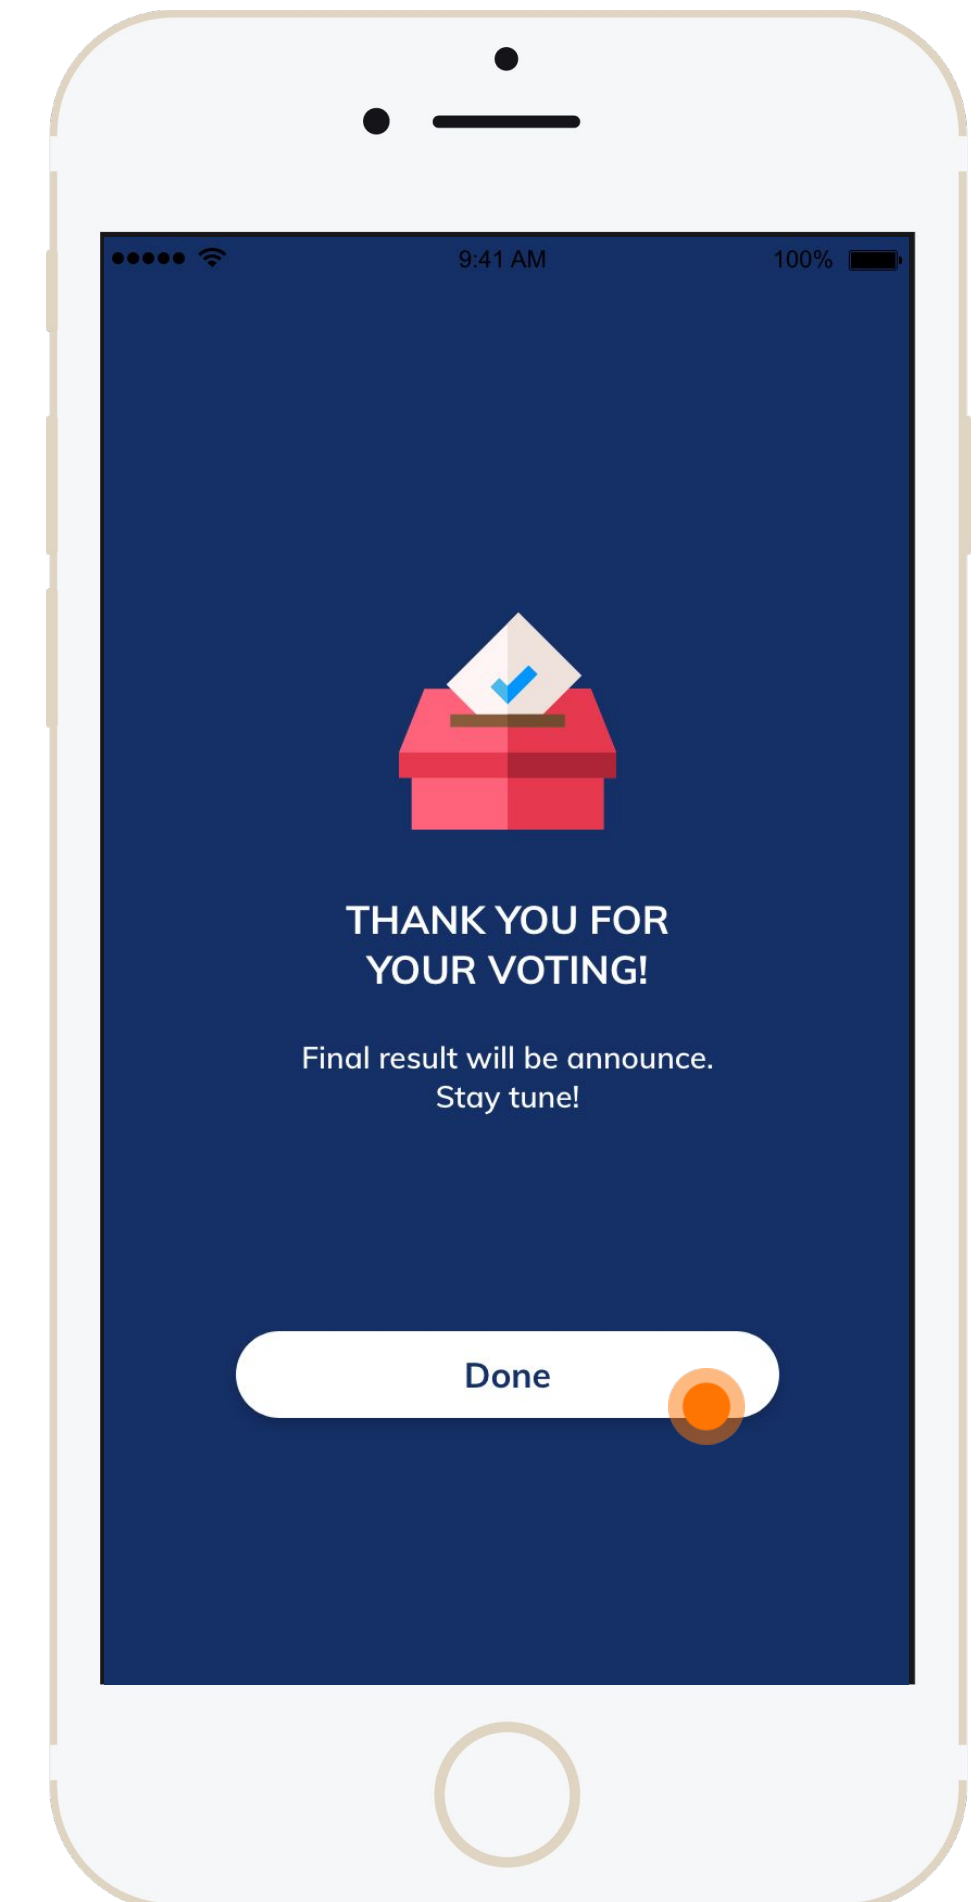 9:41 AM 100%
THANK YOU FOR
YOUR VOTING!
Final result will be announce.
Stay tune!
Done